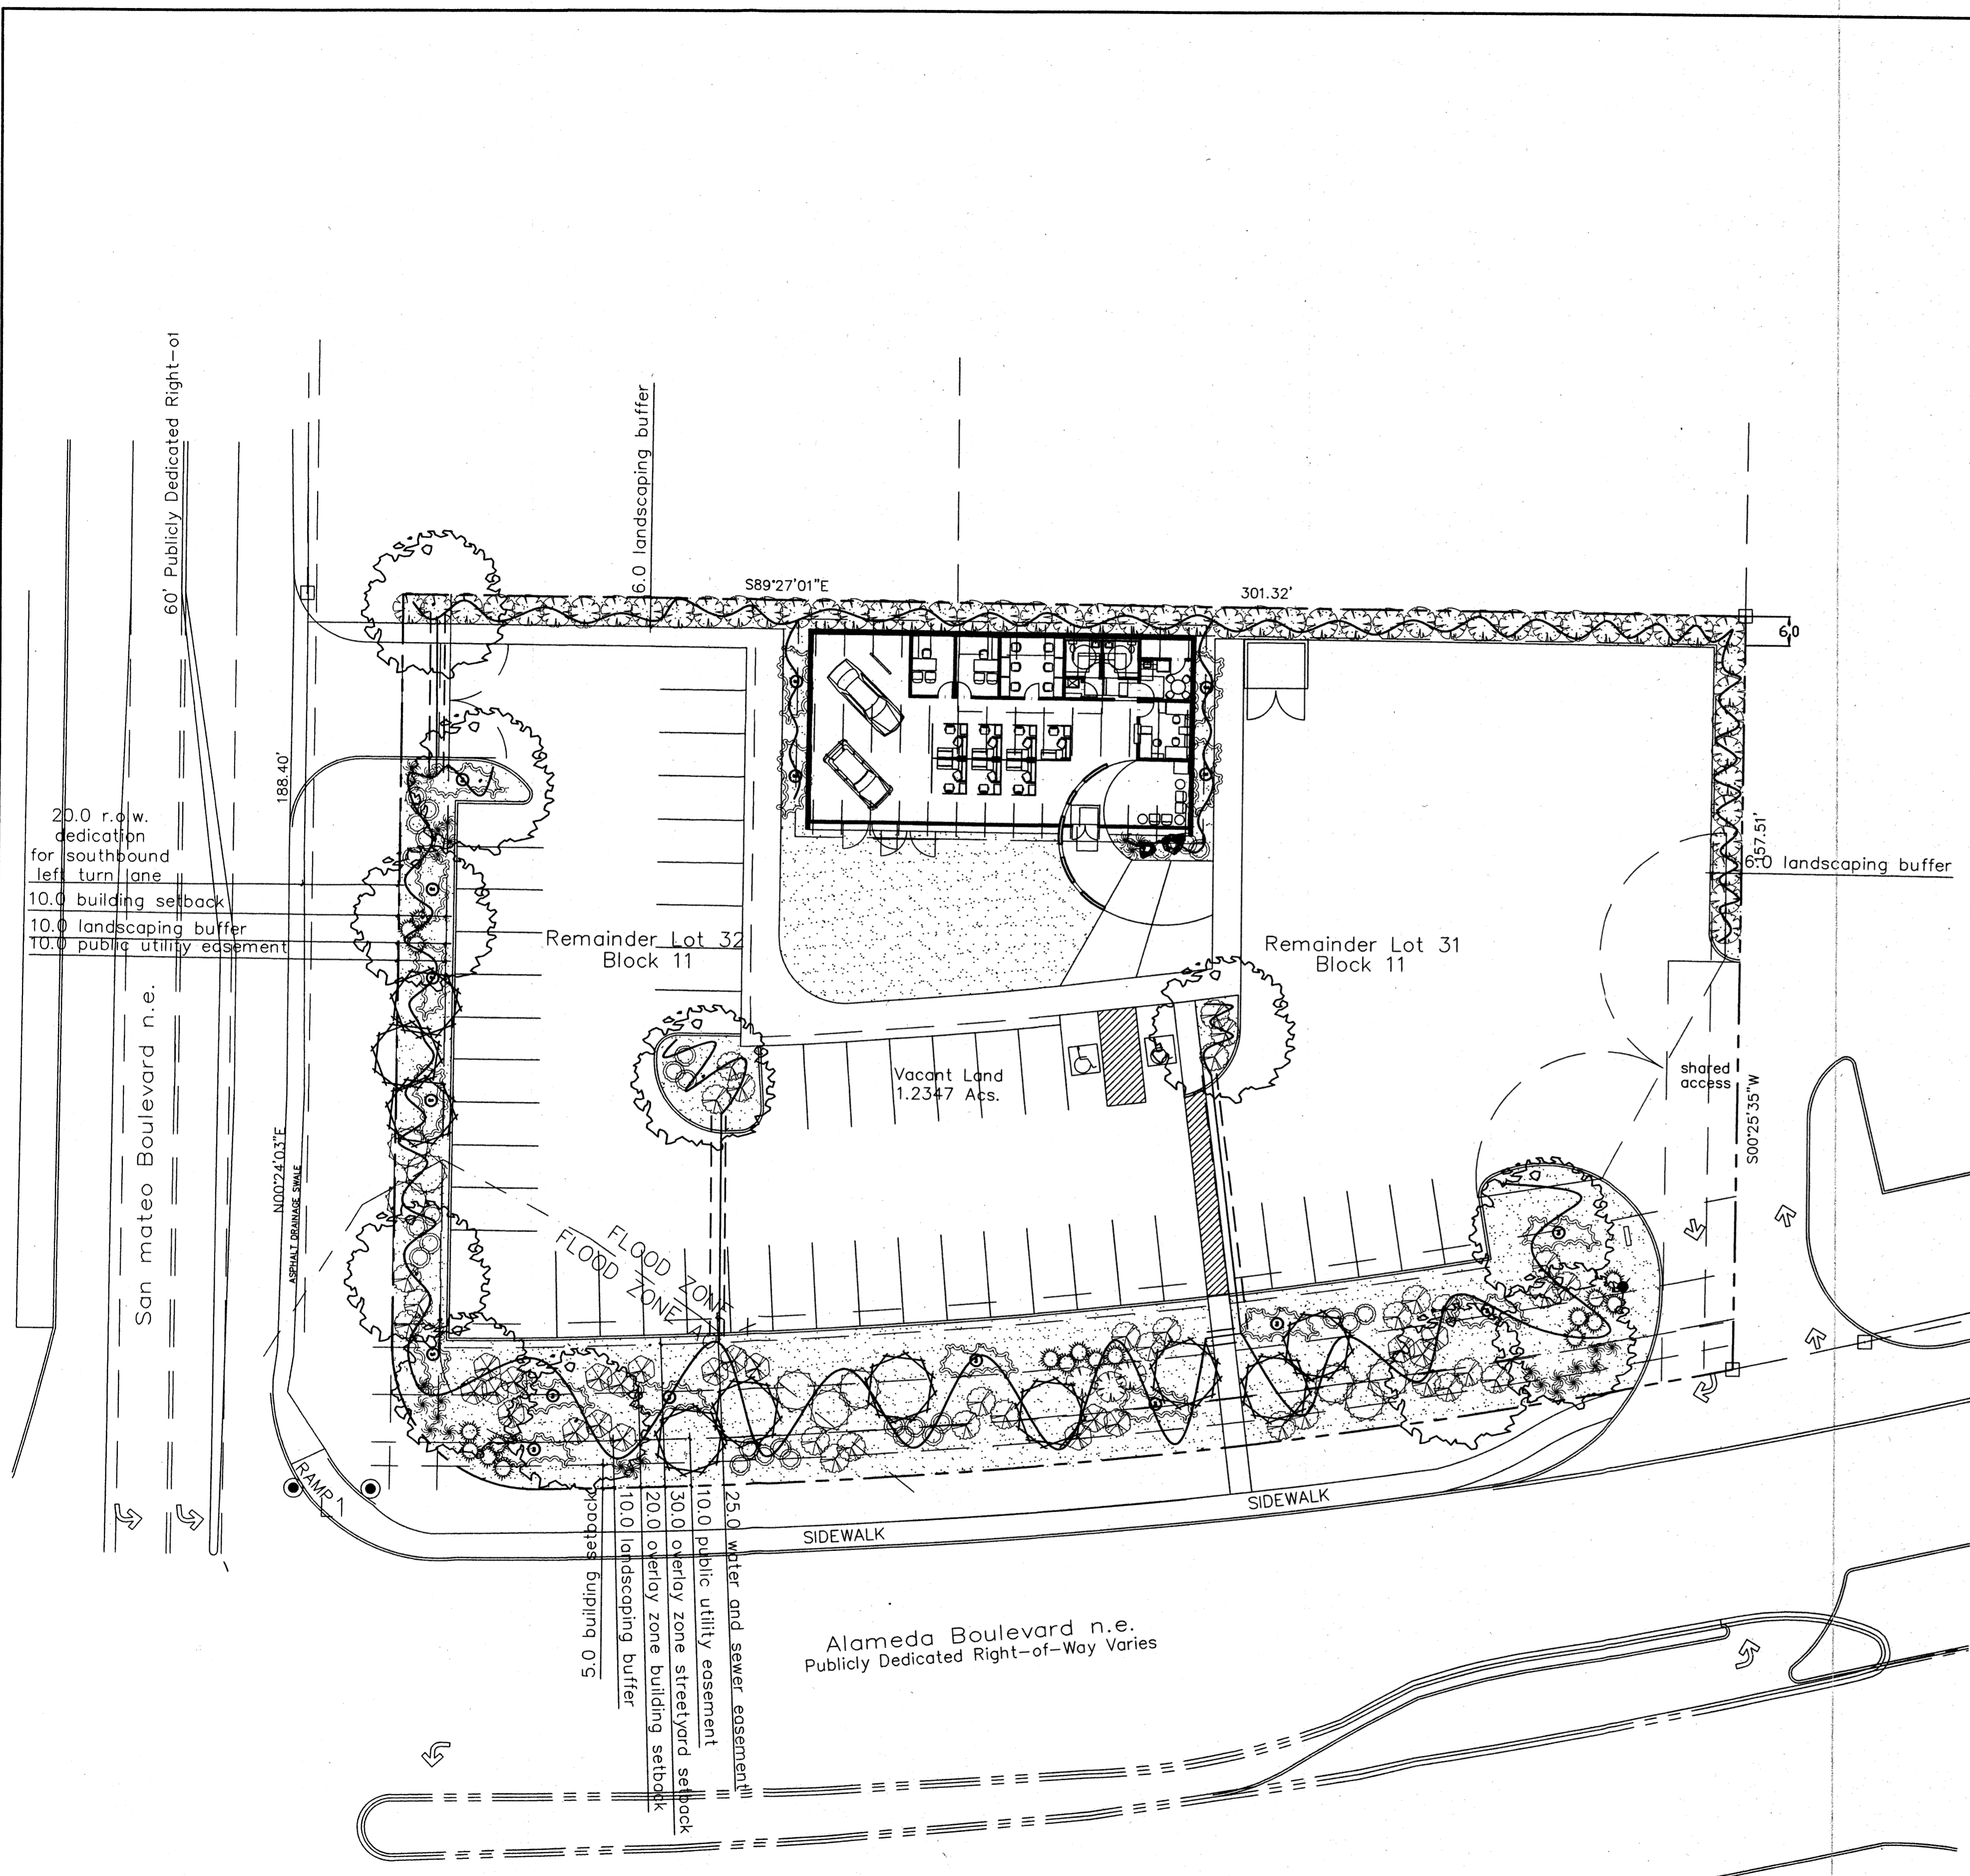 60' Publicly Dedicated Right-of
6.0 landscaping buffer
S89°27'01"E
301.32'
6.0
188.40'
20.0 r.o.w.
dedication
for southbound
left turn lane
10.0 building setback
10.0 landscaping buffer
10.0 public utility easement
Remainder Lot 32
Block 11
Remainder Lot 31
Block 11
157.51'
6.0 landscaping buffer
San mateo Boulevard n.e.
Vacant Land
1.2347 Acs.
shared
access
S00°25'35"W
N00°24'03"E
ASPHALT DRAINAGE SWALE
FLOOD ZONE
FLOOD ZONE
RAMP 1
SIDEWALK
SIDEWALK
5.0 building setback
10.0 landscaping buffer
20.0 overlay zone building setback
30.0 overlay zone streetyard setback
10.0 public utility easement
25.0 water and sewer easement
Alameda Boulevard n.e.
Publicly Dedicated Right-of-Way Varies